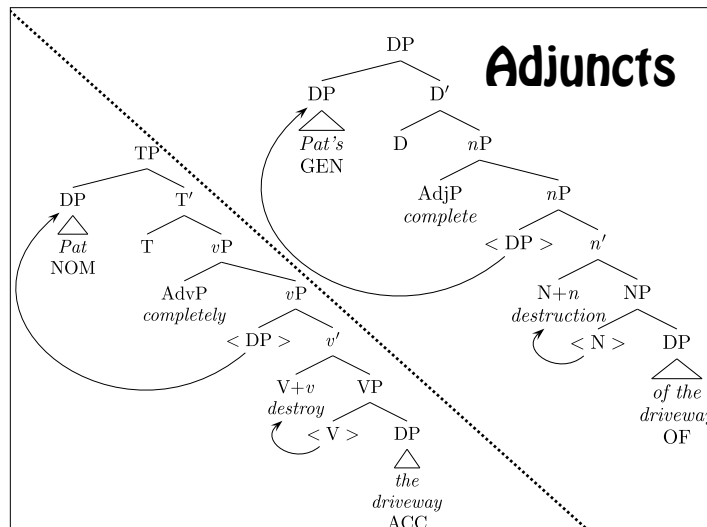 Adjuncts
DP
DP D′
Pat's D nP
GEN
AdjP nP
complete
< DP > n′
N+n NP
destruction
< N > DP
of the
driveway
OF
TP
DP T′
Pat T vP
NOM
AdvP vP
completely
< DP > v′
V+v VP
destroy
< V > DP
the
driveway
ACC